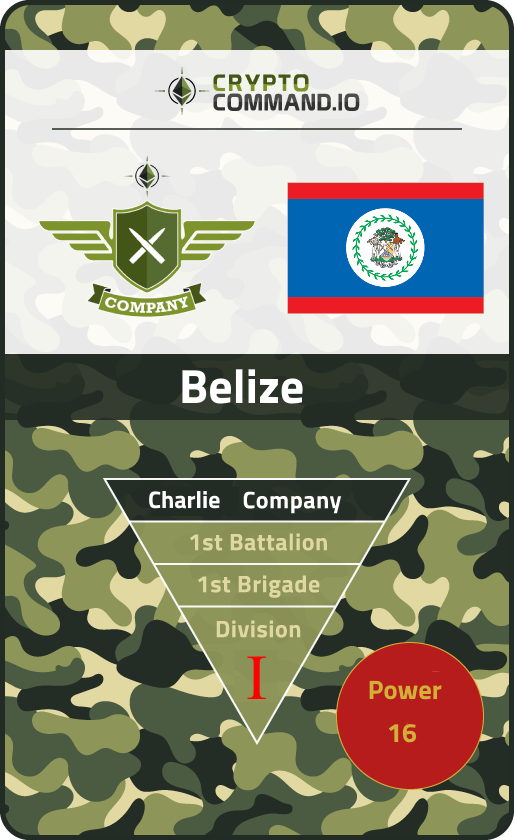 CRYPTO
COMMAND.IO
COMPANY
Belize
Charlie Company
1st Battalion
1st Brigade
Division
I
Power
16